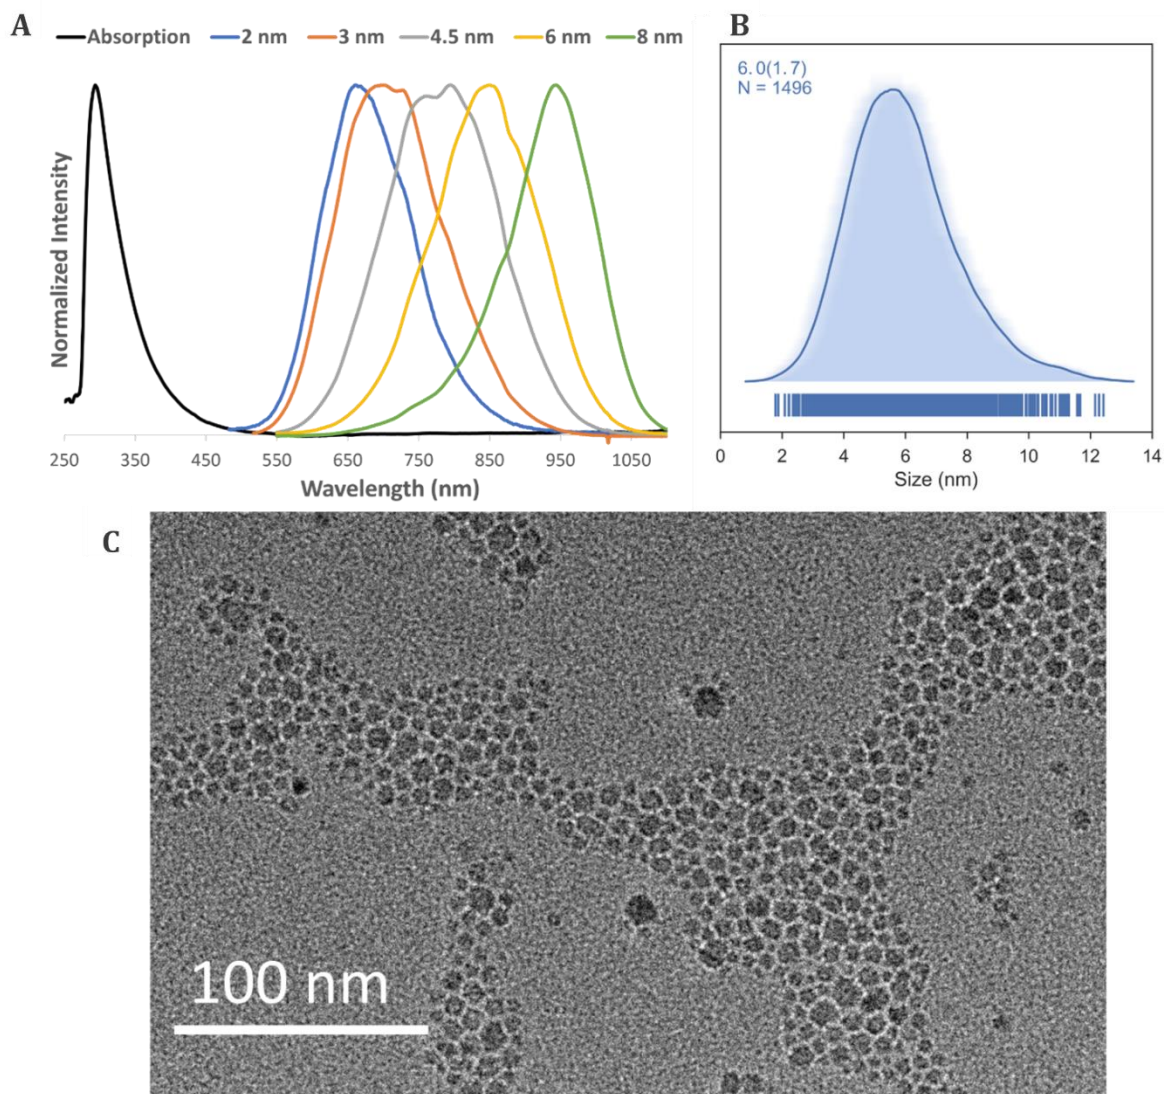 A
Absorption 2 nm 3 nm 4.5 nm 6 nm 8 nm
Normalized Intensity
250 350 450 550 650 750 850 950 1050
Wavelength (nm)
B
6.0(1.7)
N = 1496
0 2 4 6 8 10 12 14
Size (nm)
C
100 nm